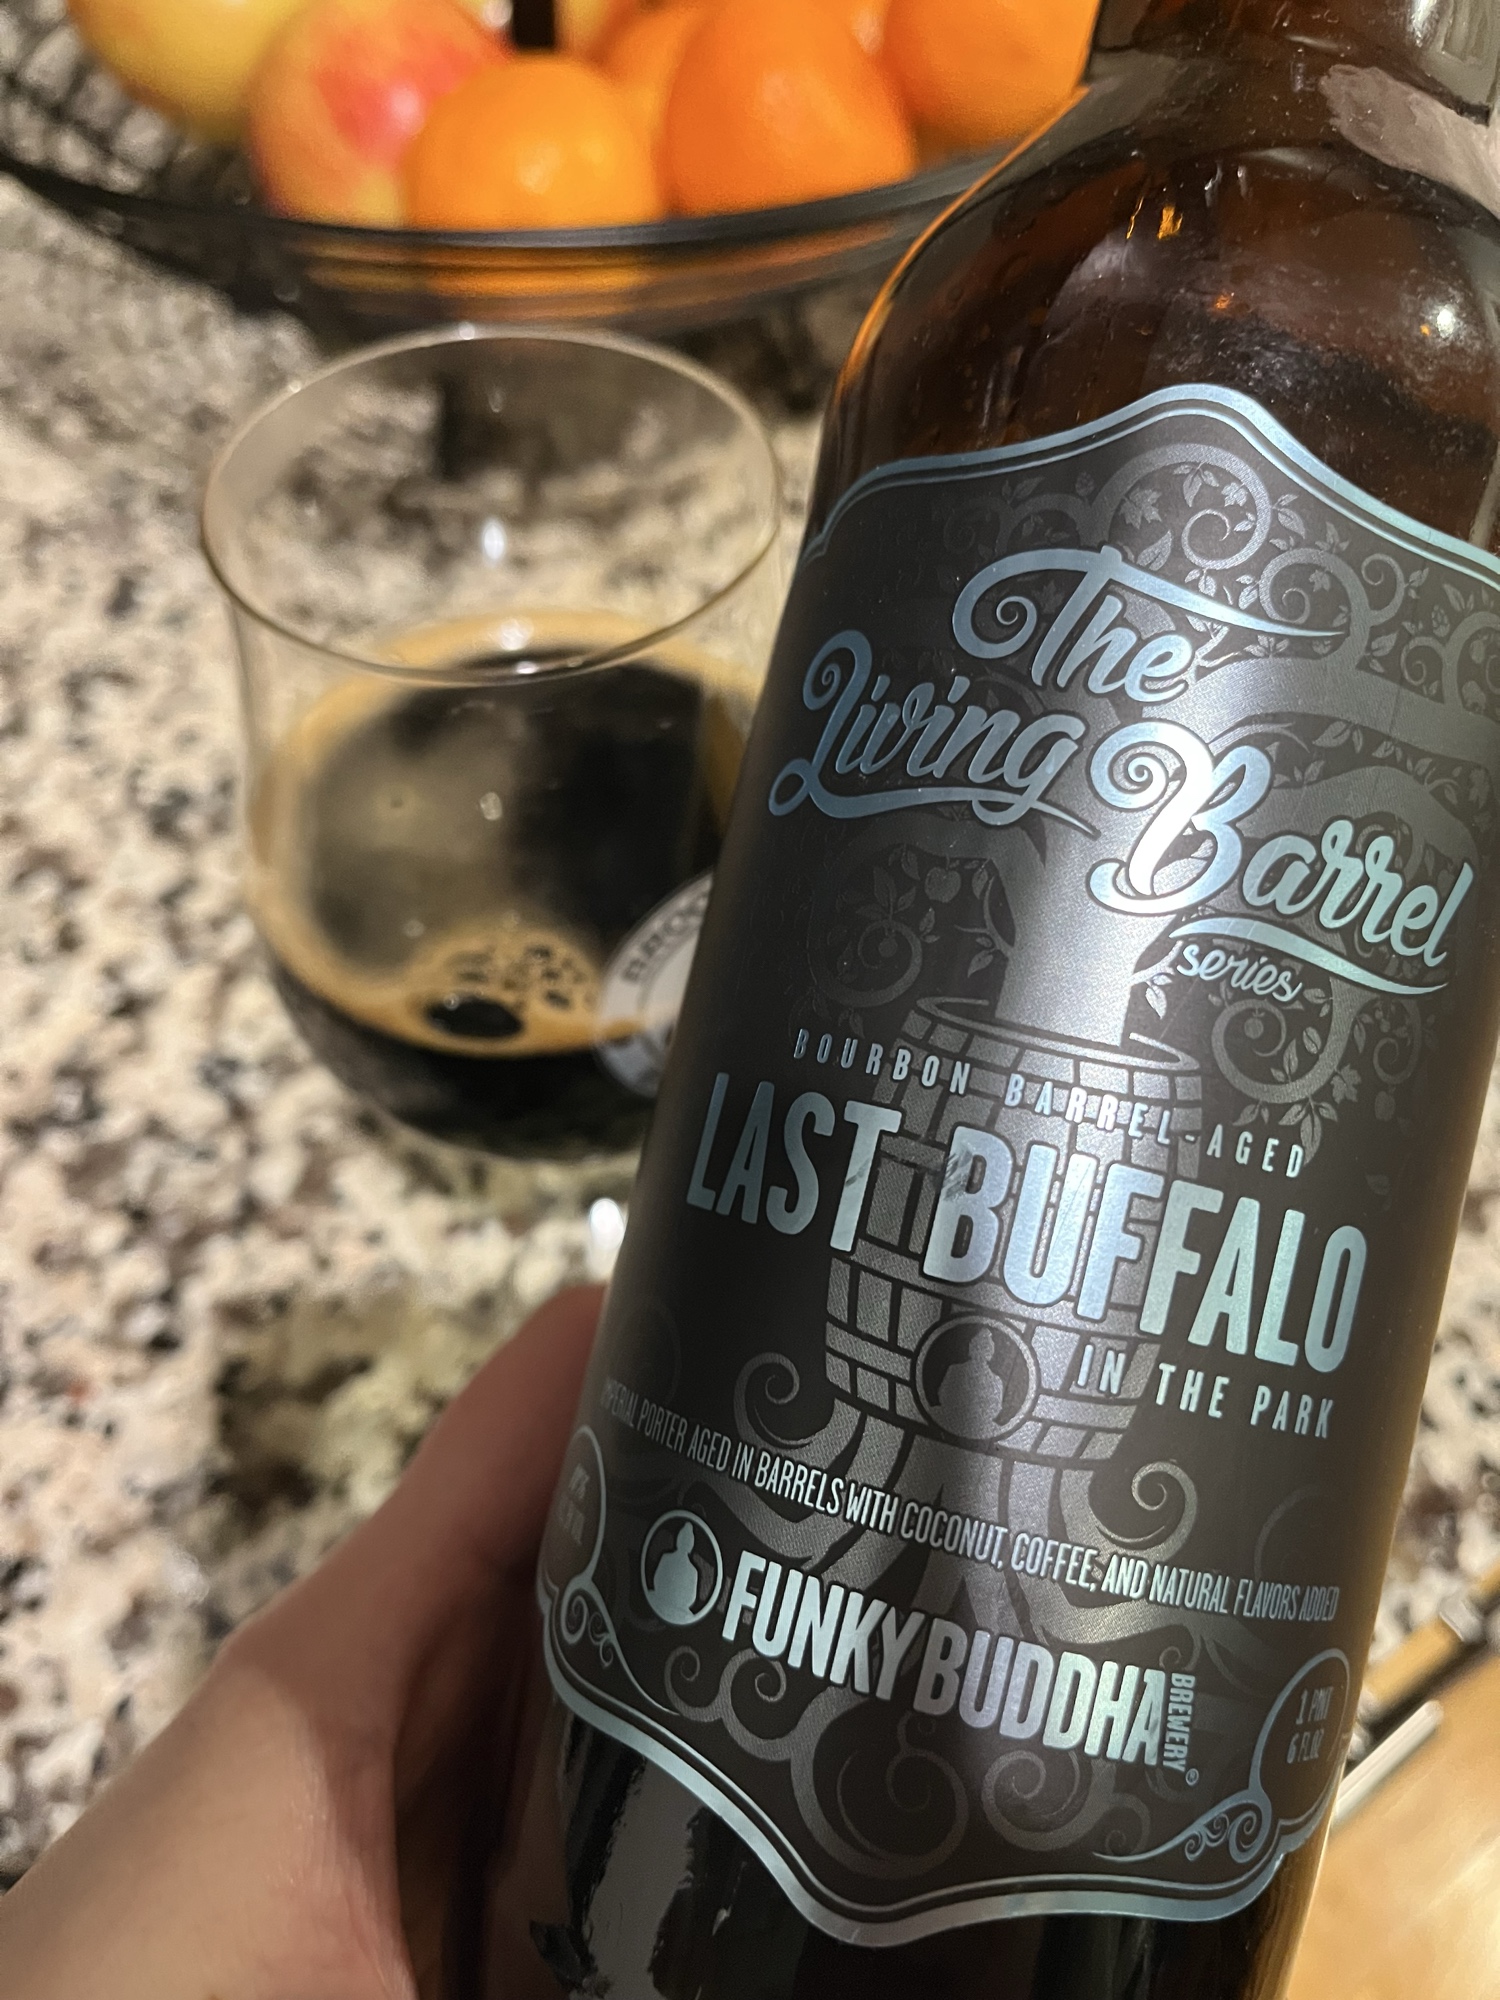 The
Living Barrel
series
BOURBON BARREL-AGED
LAST BUFFALO
IN THE PARK
IMPERIAL PORTER AGED IN BARRELS WITH COCONUT, COFFEE, AND NATURAL FLAVORS ADDED
FUNKY BUDDHA
BREWERY®
1 PINT
6 FL OZ